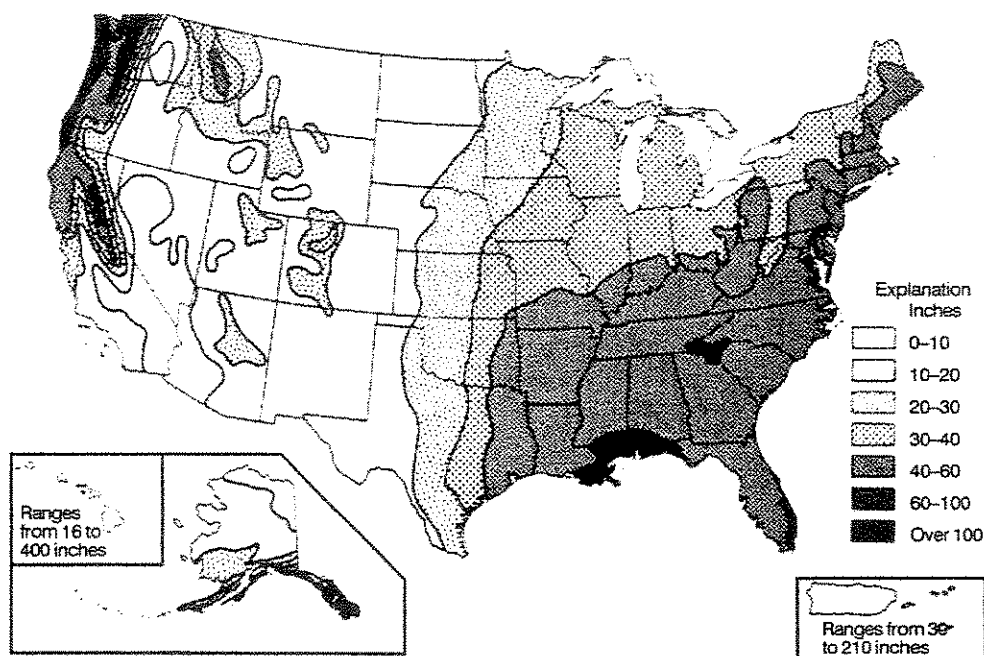 Explanation
Inches
0–10
10–20
20–30
30–40
40–60
60–100
Over 100
Ranges
from 16 to
400 inches
Ranges from 30
to 210 inches